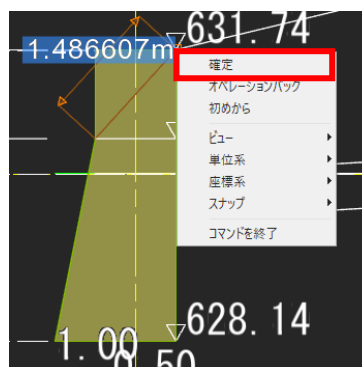 631.74
1.486607m
確定
オペレーションバック
初めから
ビュー
単位系
座標系
スナップ
コマンドを終了
628.14
1.00
0.50